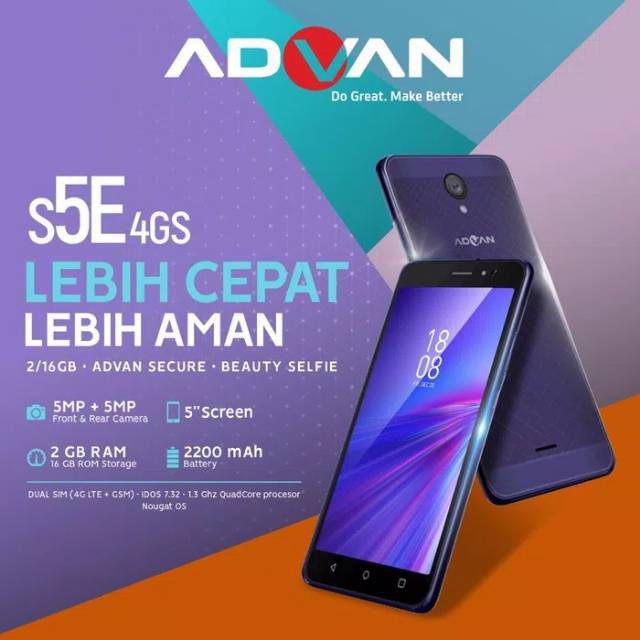 ADVAN
Do Great. Make Better
S5E4GS
LEBIH CEPAT
LEBIH AMAN
2/16GB · ADVAN SECURE · BEAUTY SELFIE
5MP + 5MP
Front & Rear Camera
5"Screen
2 GB RAM
16 GB ROM Storage
2200 mAh
Battery
DUAL SIM (4G LTE + GSM) · IDOS 7.32 · 1.3 Ghz QuadCore procesor
Nougat OS
ADVAN
18
08